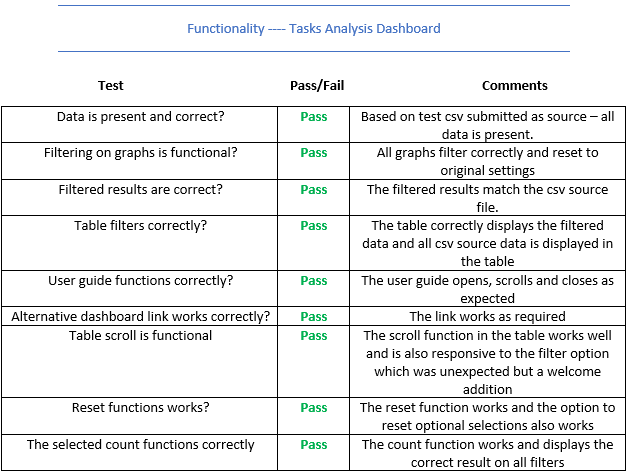 Functionality ---- Tasks Analysis Dashboard
Test Pass/Fail Comments
Data is present and correct? Pass Based on test csv submitted as source – all
data is present.
Filtering on graphs is functional? Pass All graphs filter correctly and reset to
original settings
Filtered results are correct? Pass The filtered results match the csv source
file.
Table filters correctly? Pass The table correctly displays the filtered
data and all csv source data is displayed in
the table
User guide functions correctly? Pass The user guide opens, scrolls and closes as
expected
Alternative dashboard link works correctly? Pass The link works as required
Table scroll is functional Pass The scroll function in the table works well
and is also responsive to the filter option
which was unexpected but a welcome
addition
Reset functions works? Pass The reset function works and the option to
reset optional selections also works
The selected count functions correctly Pass The count function works and displays the
correct result on all filters